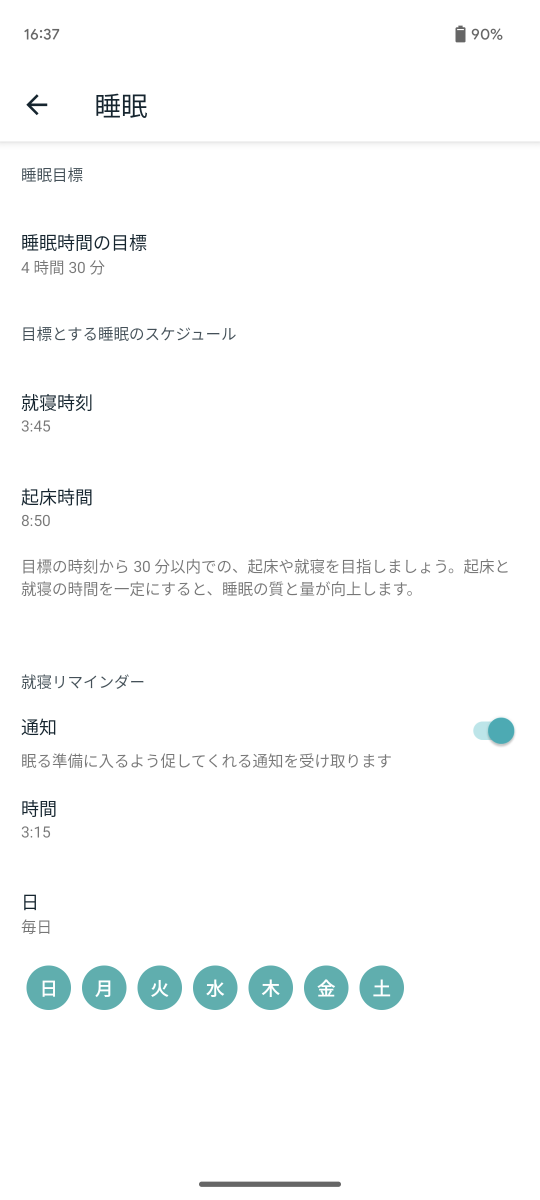 16:37
90%
睡眠
睡眠目標
睡眠時間の目標
4 時間 30 分
目標とする睡眠のスケジュール
就寝時刻
3:45
起床時間
8:50
目標の時刻から 30 分以内での、起床や就寝を目指しましょう。起床と
就寝の時間を一定にすると、睡眠の質と量が向上します。
就寝リマインダー
通知
眠る準備に入るよう促してくれる通知を受け取ります
時間
3:15
日
毎日
日 月 火 水 木 金 土